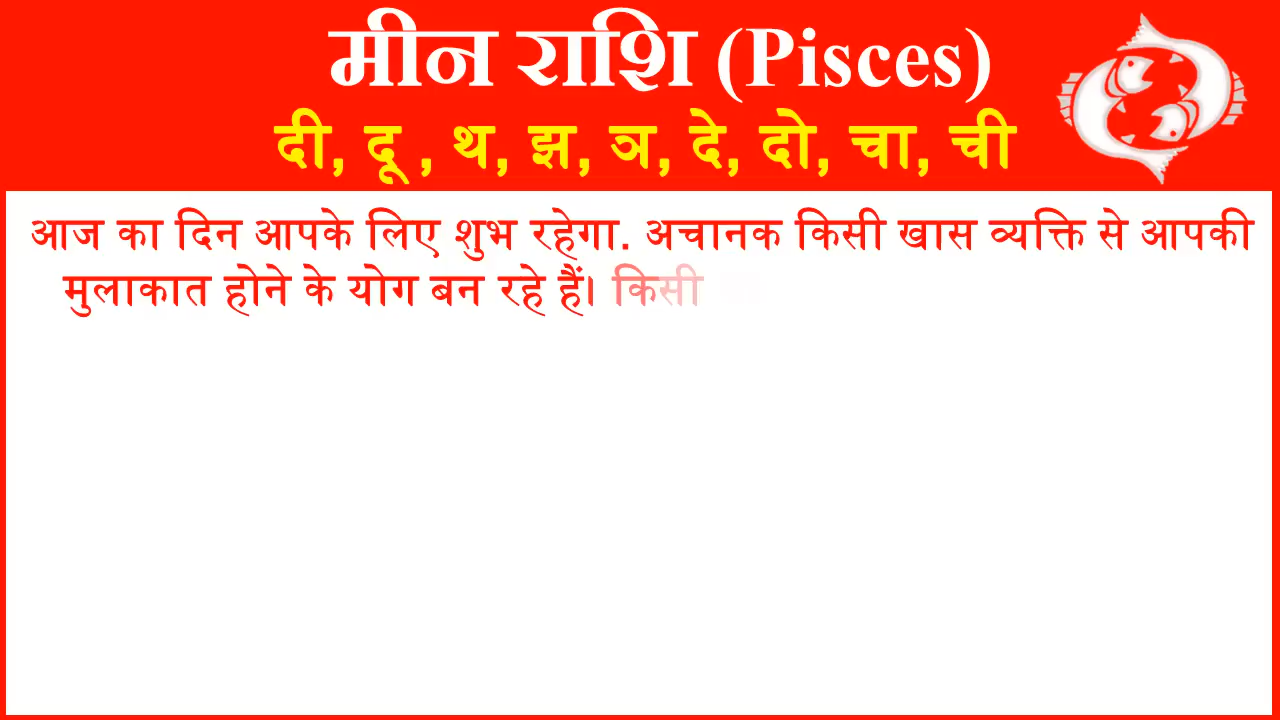 मीन राशि (Pisces)
दी, दू , थ, झ, ञ, दे, दो, चा, ची
आज का दिन आपके लिए शुभ रहेगा. अचानक किसी खास व्यक्ति से आपकी
मुलाकात होने के योग बन रहे हैं। किसी